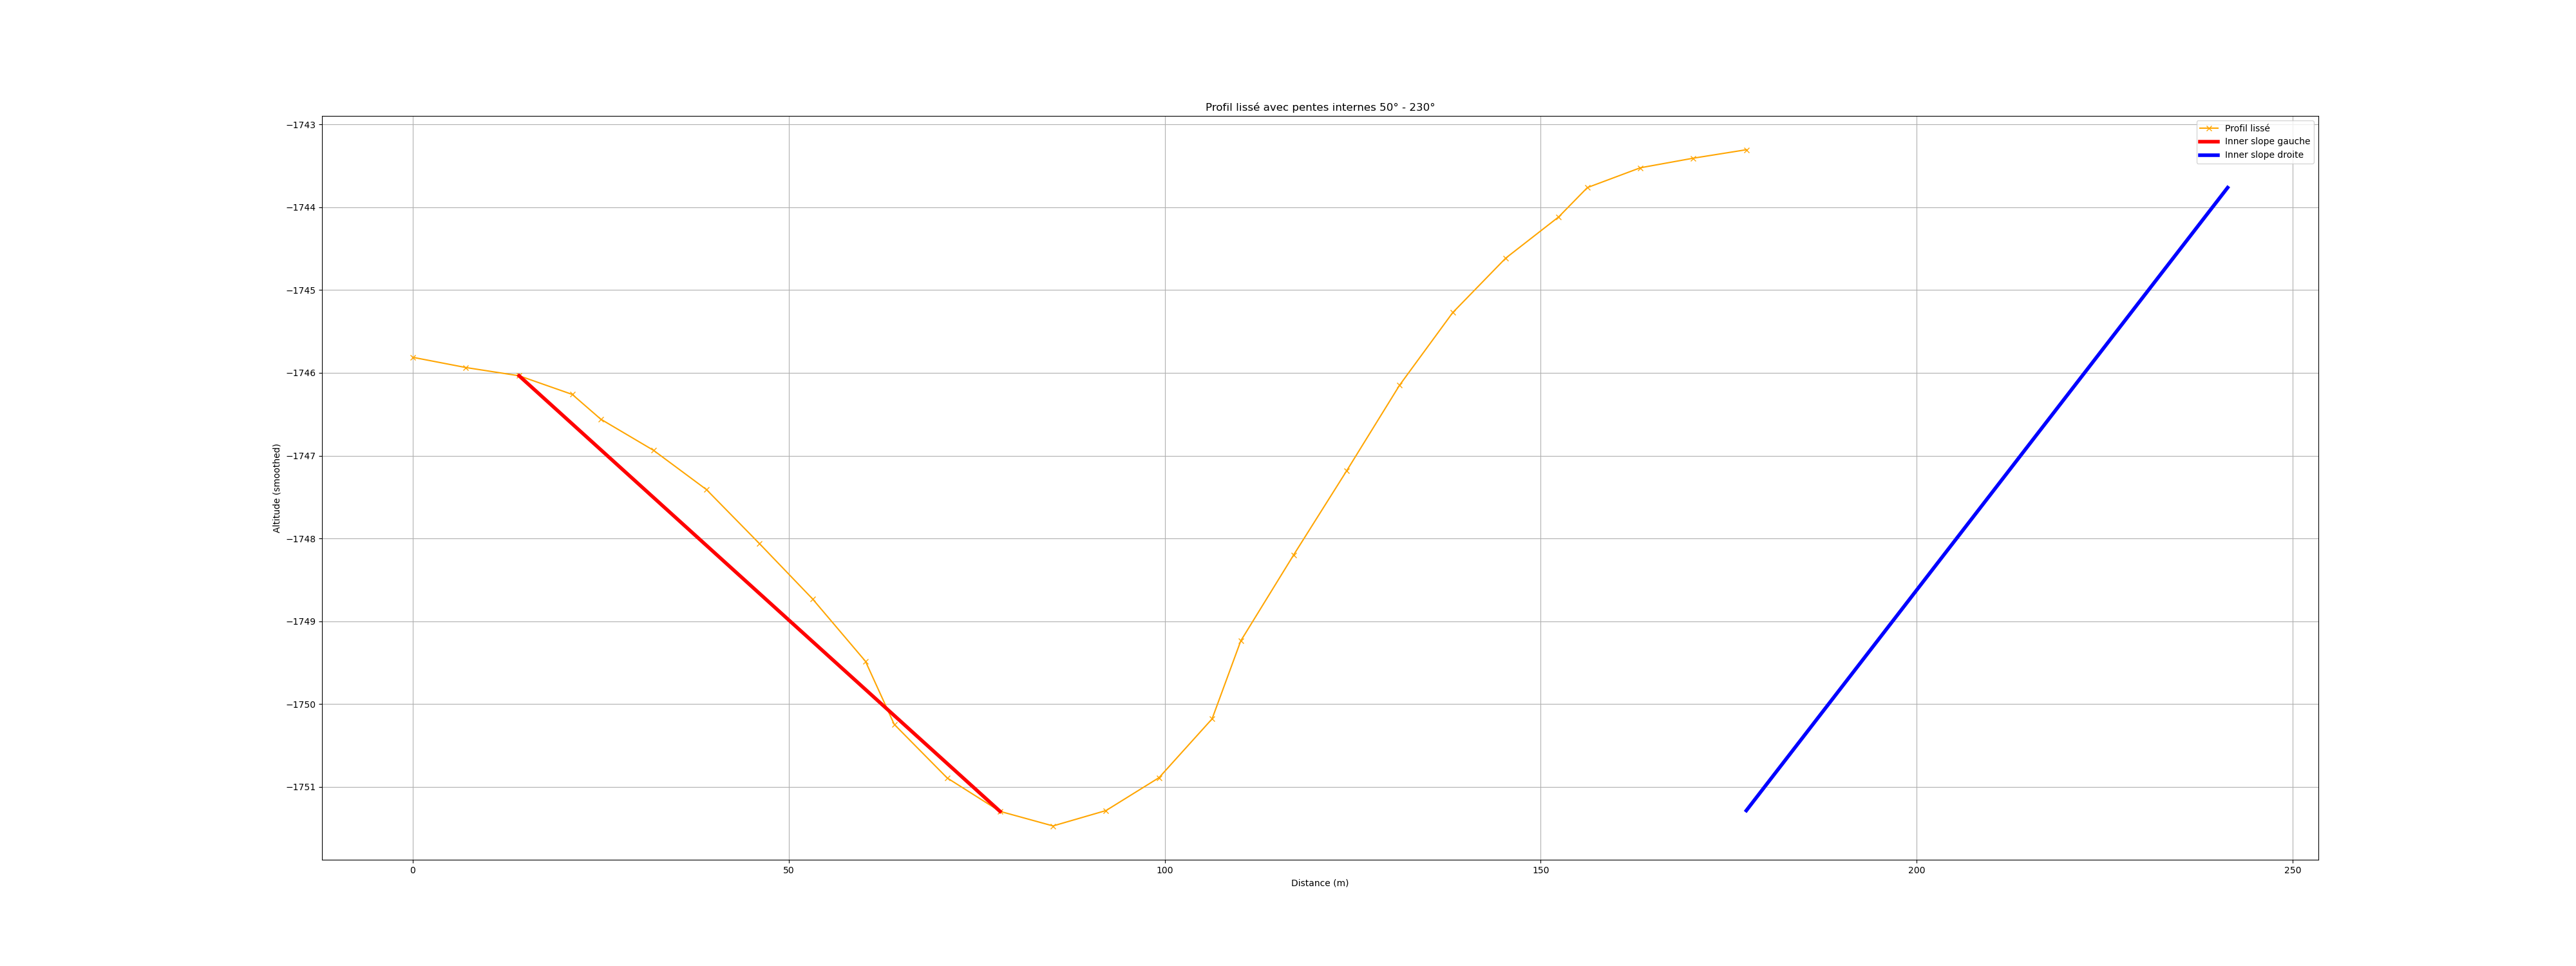 Profil lissé avec pentes internes 50° - 230°
Profil lissé
Inner slope gauche
Inner slope droite
Altitude (smoothed)
−1743
−1744
−1745
−1746
−1747
−1748
−1749
−1750
−1751
0
50
100
150
200
250
Distance (m)